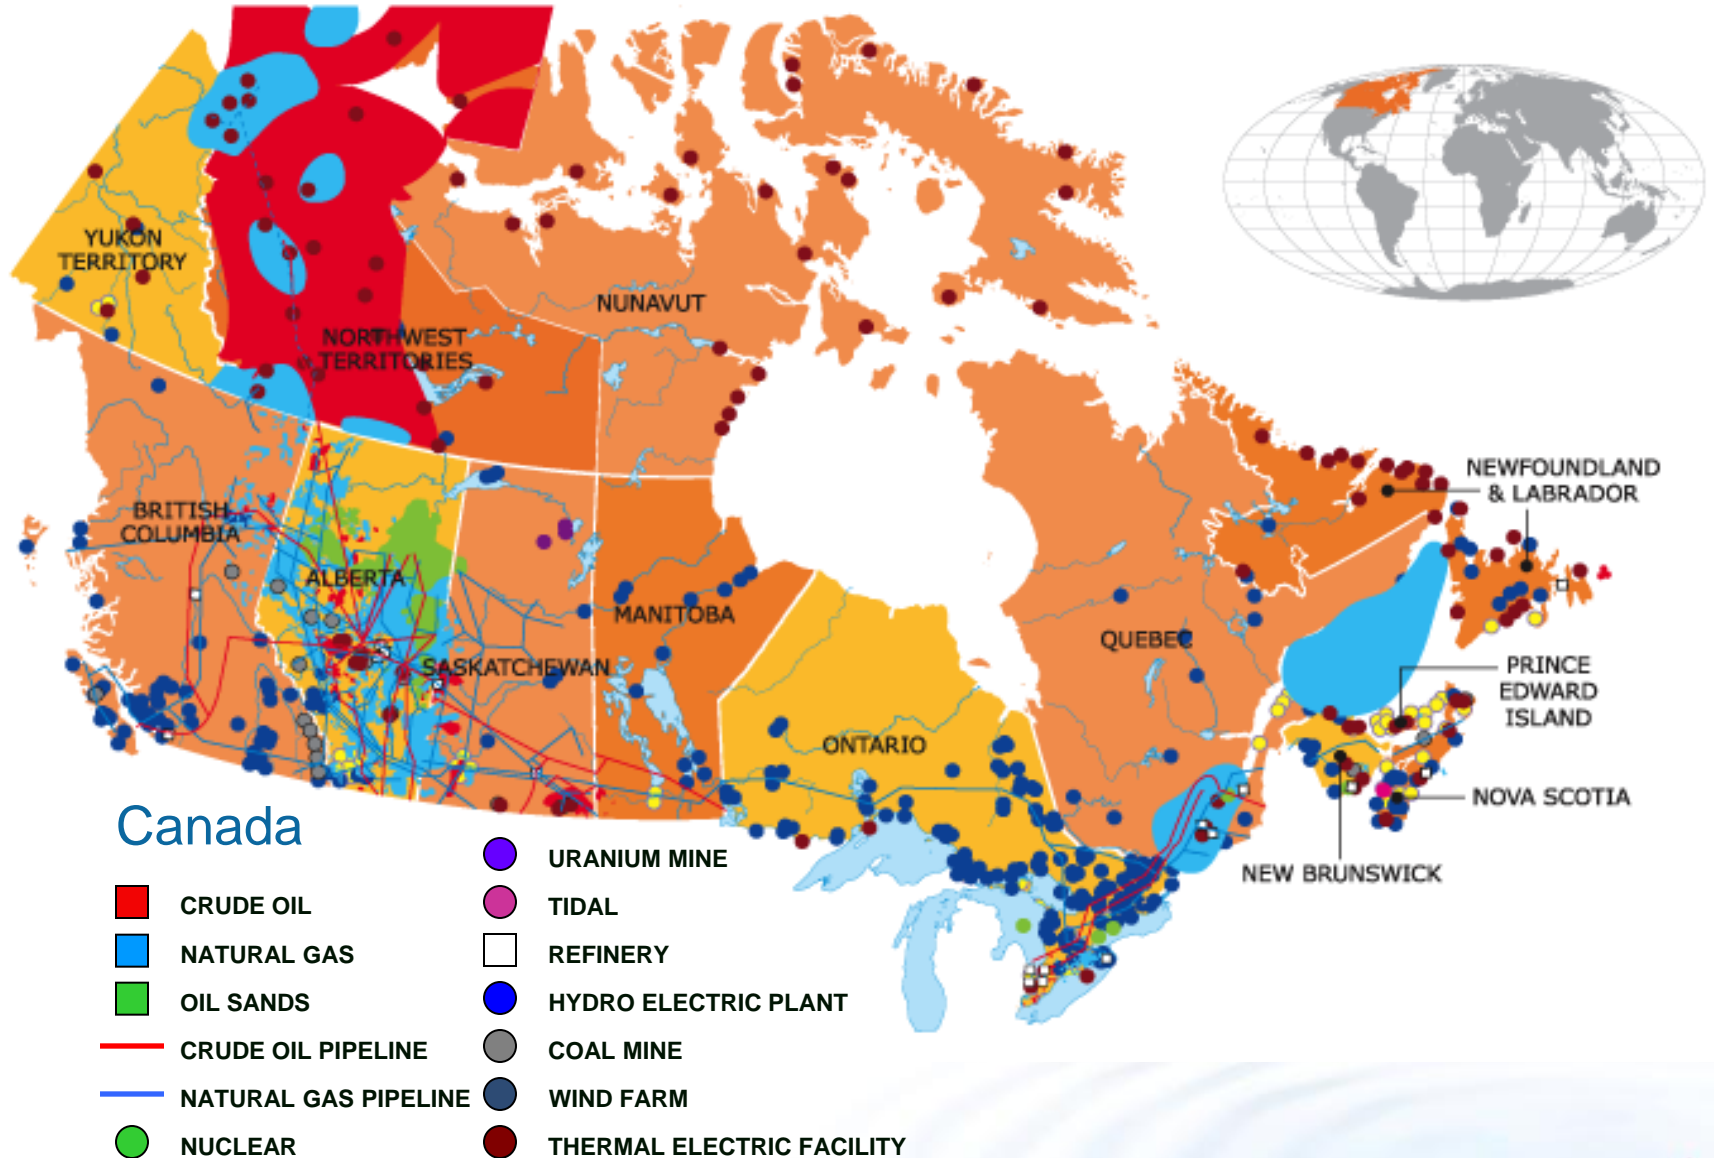 YUKON
TERRITORY
NUNAVUT
NORTHWEST
TERRITORIES
NEWFOUNDLAND
& LABRADOR
BRITISH
COLUMBIA
ALBERTA
MANITOBA
SASKATCHEWAN
QUEBEC
PRINCE
EDWARD
ISLAND
ONTARIO
NOVA SCOTIA
NEW BRUNSWICK
Canada
CRUDE OIL
NATURAL GAS
OIL SANDS
CRUDE OIL PIPELINE
NATURAL GAS PIPELINE
NUCLEAR
URANIUM MINE
TIDAL
REFINERY
HYDRO ELECTRIC PLANT
COAL MINE
WIND FARM
THERMAL ELECTRIC FACILITY